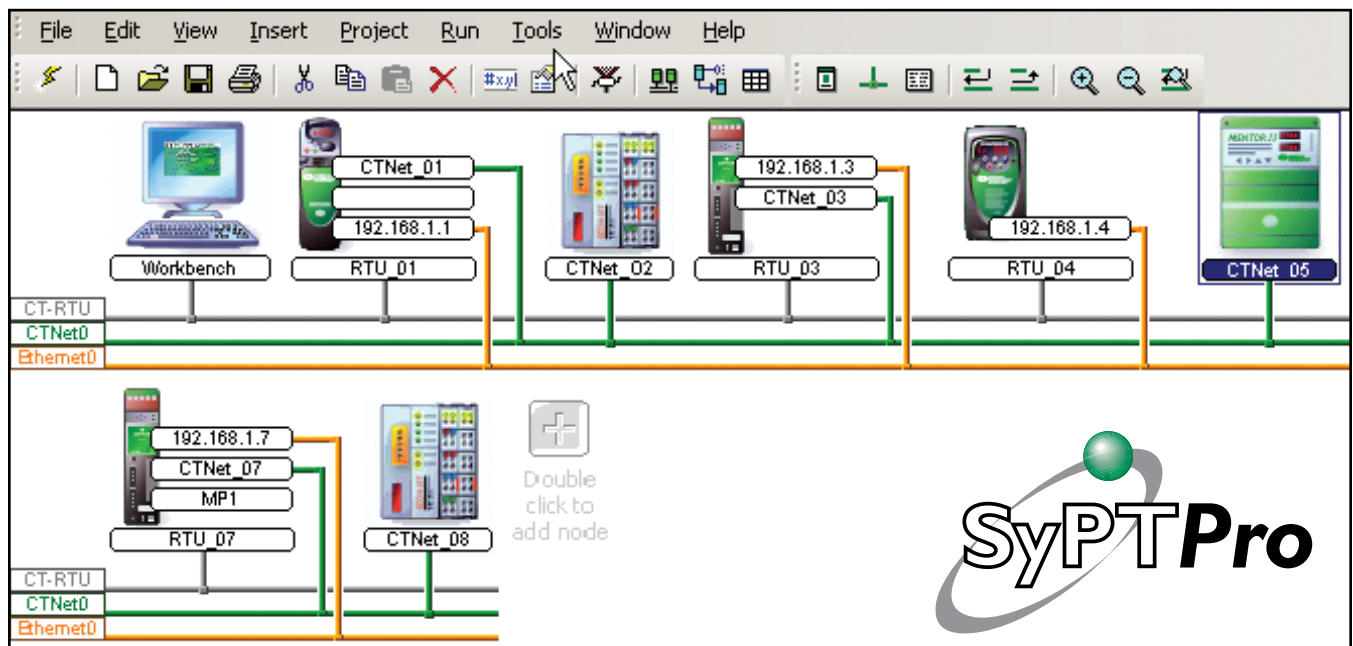 File Edit View Insert Project Run Tools Window Help
#xyl
MENTOR II
CTNet_01
192.168.1.1
192.168.1.3
CTNet_03
192.168.1.4
Workbench
RTU_01
CTNet_02
RTU_03
RTU_04
CTNet_05
CT-RTU
CTNet0
Ethernet0
192.168.1.7
CTNet_07
MP1
RTU_07
CTNet_08
Double
click to
add node
CT-RTU
CTNet0
Ethernet0
SyPTPro